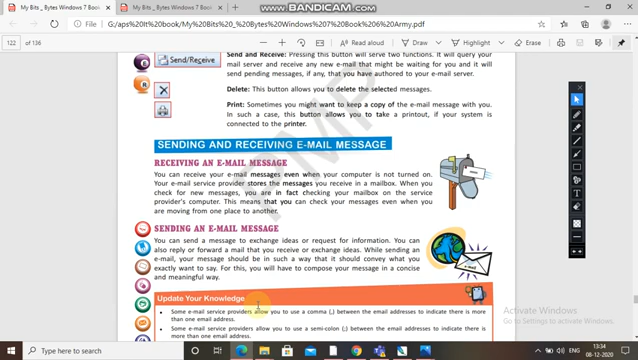 My Bits _Bytes Windows 7 Book
My Bits _Bytes Windows 7 Book
www.BANDICAM.COM
G:/aps It book/My%20Bits%20_%20Bytes%20Windows%207%20Book%206%20Army.pdf
122 of 136
Read aloud
Draw
Highlight
Erase
Send/Receive
Send and Receive: Pressing this button will serve two functions. It will query your
mail server and receive any new e-mail that might be waiting for you and it will
send pending messages, if any, that you have authored to your e-mail server.
Delete: This button allows you to delete the selected messages.
Print: Sometimes you might want to keep a copy of the e-mail message with you.
In such a case, this button allows you to take a printout, if your system is
connected to the printer.
SENDING AND RECEIVING E-MAIL MESSAGE
RECEIVING AN E-MAIL MESSAGE
You can receive your e-mail messages even when your computer is not turned on.
Your e-mail service provider stores the messages you receive in a mailbox. When you
check for new messages, you are in fact checking your mailbox on the service
provider's computer. This means that you can check your messages even when you
are moving from one place to another.
SENDING AN E-MAIL MESSAGE
You can send a message to exchange ideas or request for information. You can
also reply or forward a mail that you receive or exchange ideas. While sending an
e-mail, your message should be in such a way that it should convey what you
exactly want to say. For this, you will have to compose your message in a concise
and meaningful way.
e-Mail
Update Your Knowledge
• Some e-mail service providers allow you to use a comma (,) between the email addresses to indicate there is more
than one email address.
• Some e-mail service providers allow you to use a semi-colon (;) between the email addresses to indicate there is
more than one email address.
Activate Windows
Go to Settings to activate Windows.
Type here to search
ENG
13:34
08-12-2020